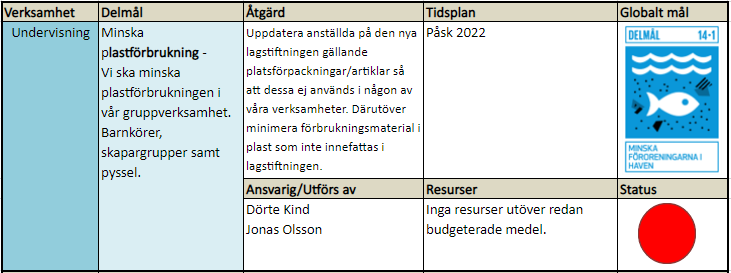 Verksamhet Delmål Åtgärd Tidsplan Globalt mål
Undervisning
Minska
plastförbrukning -
Vi ska minska
plastförbrukningen i
vår gruppverksamhet.
Barnkörer,
skapargrupper samt
pyssel.
Uppdatera anställda på den nya
lagstiftningen gällande
platsförpackningar/artiklar så
att dessa ej används i någon av
våra verksamheter. Därutöver
minimera förbrukningsmaterial i
plast som inte innefattas i
lagstiftningen.
Påsk 2022
DELMÅL 14·1
MINSKA
FÖRORENINGARNA I
HAVEN
Ansvarig/Utförs av Resurser Status
Dörte Kind
Jonas Olsson
Inga resurser utöver redan
budgeterade medel.